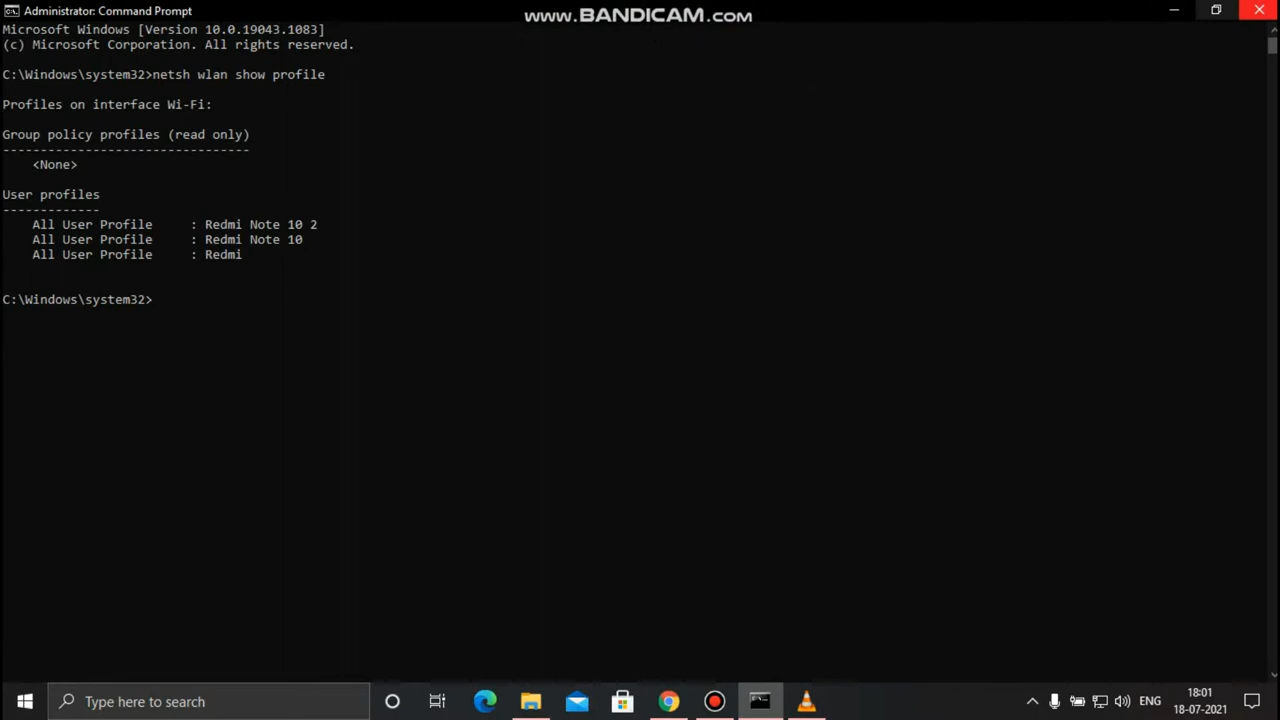 Administrator: Command Prompt
www.BANDICAM.com
Microsoft Windows [Version 10.0.19043.1083]
(c) Microsoft Corporation. All rights reserved.
C:\Windows\system32>netsh wlan show profile
Profiles on interface Wi-Fi:
Group policy profiles (read only)
---------------------------------
<None>
User profiles
-------------
All User Profile     : Redmi Note 10 2
All User Profile     : Redmi Note 10
All User Profile     : Redmi
C:\Windows\system32>
Type here to search
ENG
18:01
18-07-2021